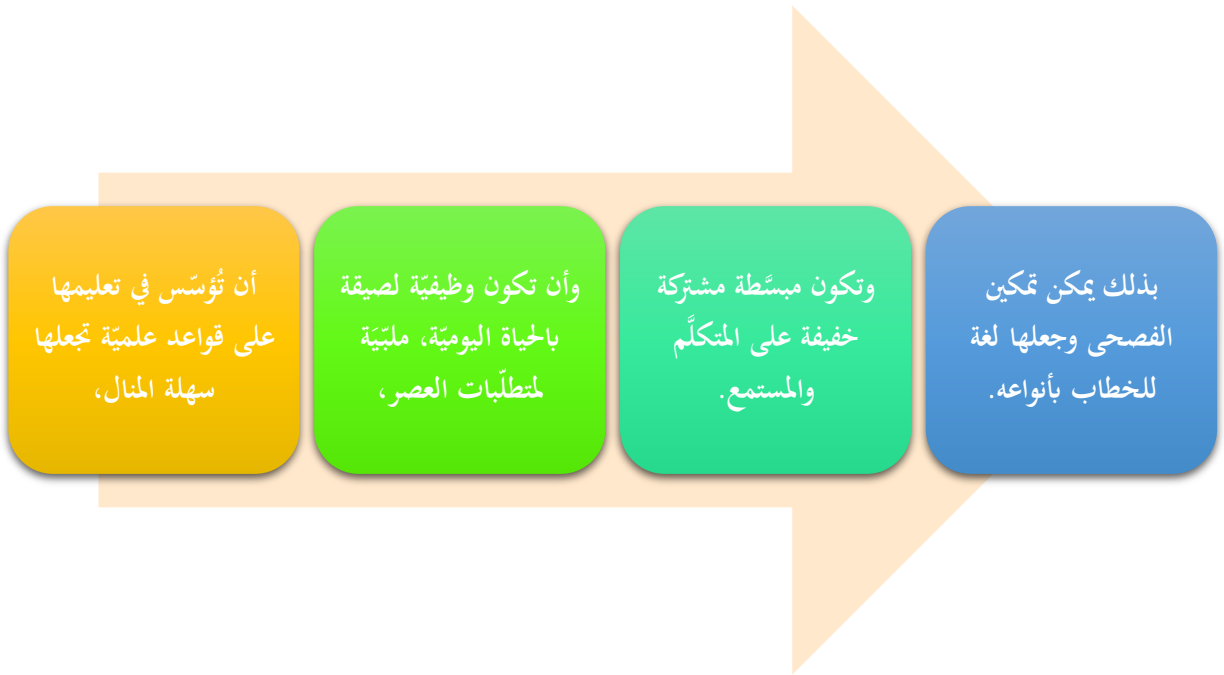 أن تُؤسّس في تعليمها
على قواعد علميّة تجعلها
سهلة المنال،
وأن تكون وظيفيّة لصيقة
بالحياة اليوميّة، ملبّيَة
لمتطلّبات العصر،
وتكون مبسَّطة مشتركة
خفيفة على المتكلَّم
والمستمع.
بذلك يمكن تمكين
الفصحى وجعلها لغة
للخطاب بأنواعه.